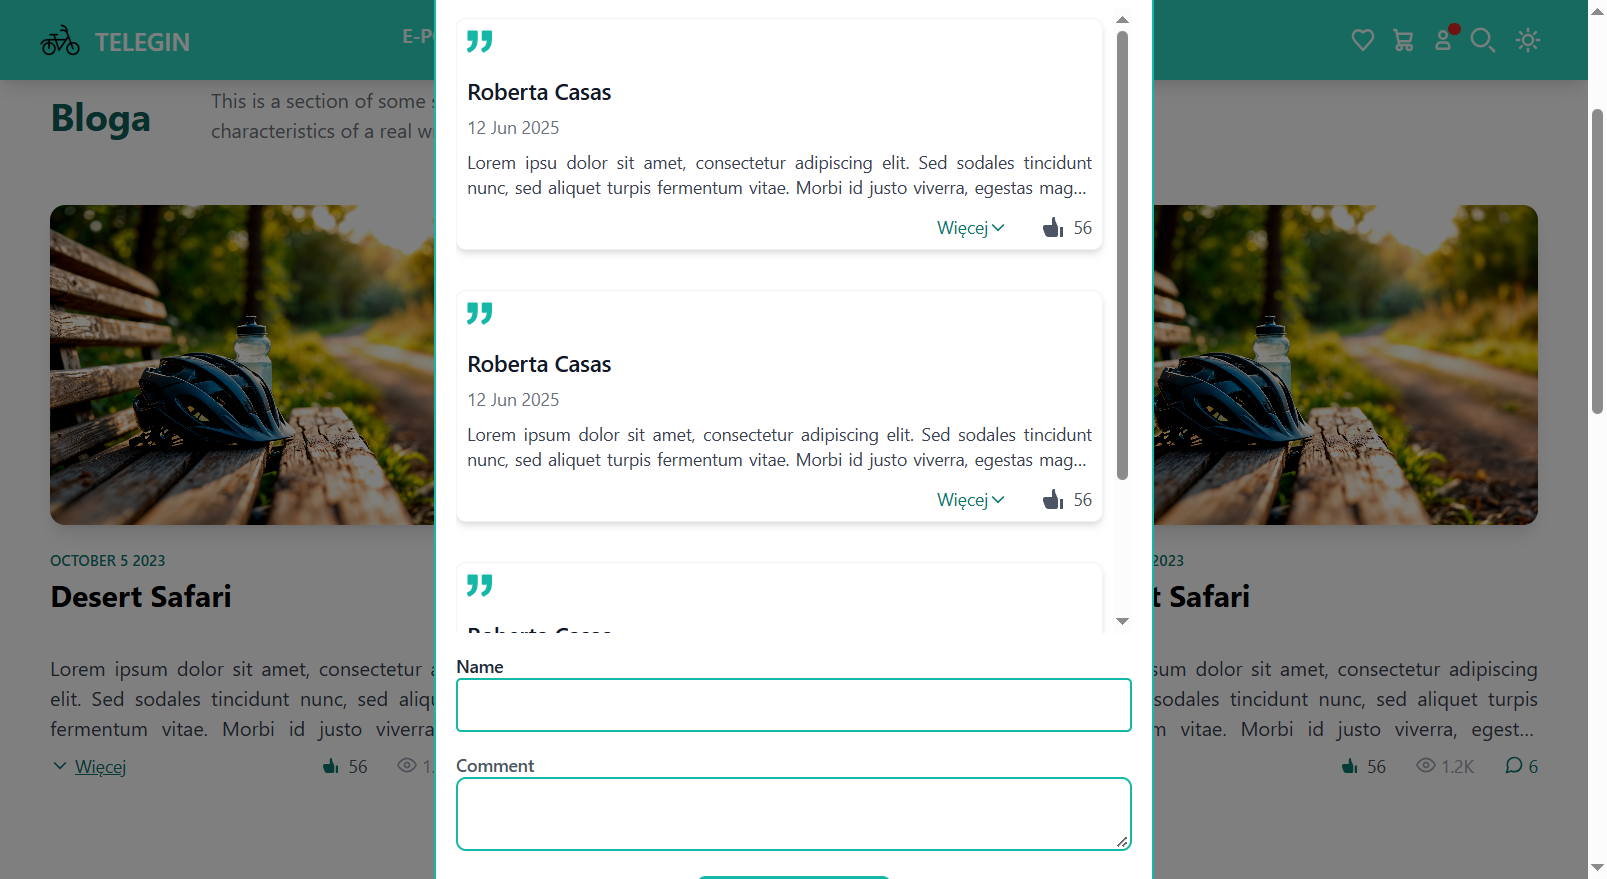 TELEGIN
E-P
Bloga
This is a section of some s
characteristics of a real w
OCTOBER 5 2023
Desert Safari
Lorem ipsum dolor sit amet, consectetur a
elit. Sed sodales tincidunt nunc, sed aliqu
fermentum vitae. Morbi id justo viverra,
Więcej
56
1.
Roberta Casas
12 Jun 2025
Lorem ipsu dolor sit amet, consectetur adipiscing elit. Sed sodales tincidunt
nunc, sed aliquet turpis fermentum vitae. Morbi id justo viverra, egestas mag...
Więcej 56
Roberta Casas
12 Jun 2025
Lorem ipsum dolor sit amet, consectetur adipiscing elit. Sed sodales tincidunt
nunc, sed aliquet turpis fermentum vitae. Morbi id justo viverra, egestas mag...
Więcej 56
Roberta Casas
Name
Comment
2023
t Safari
sum dolor sit amet, consectetur adipiscing
sodales tincidunt nunc, sed aliquet turpis
m vitae. Morbi id justo viverra, egest...
56 1.2K 6